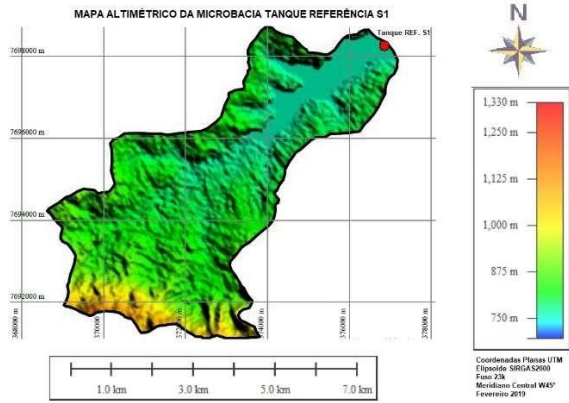 MAPA ALTIMÉTRICO DA MICROBACIA TANQUE REFERÊNCIA S1
N
Tanque REF. S1
7698000 m
7696000 m
7694000 m
7692000 m
368000 m
370000 m
372000 m
374000 m
376000 m
378000 m
1,330 m
1,250 m
1,125 m
1,000 m
875 m
750 m
1.0 km
3.0 km
5.0 km
7.0 km
Coordenadas Planas UTM
Elipsoide SIRGAS2000
Fuso 23k
Meridiano Central W45º
Fevereiro 2019